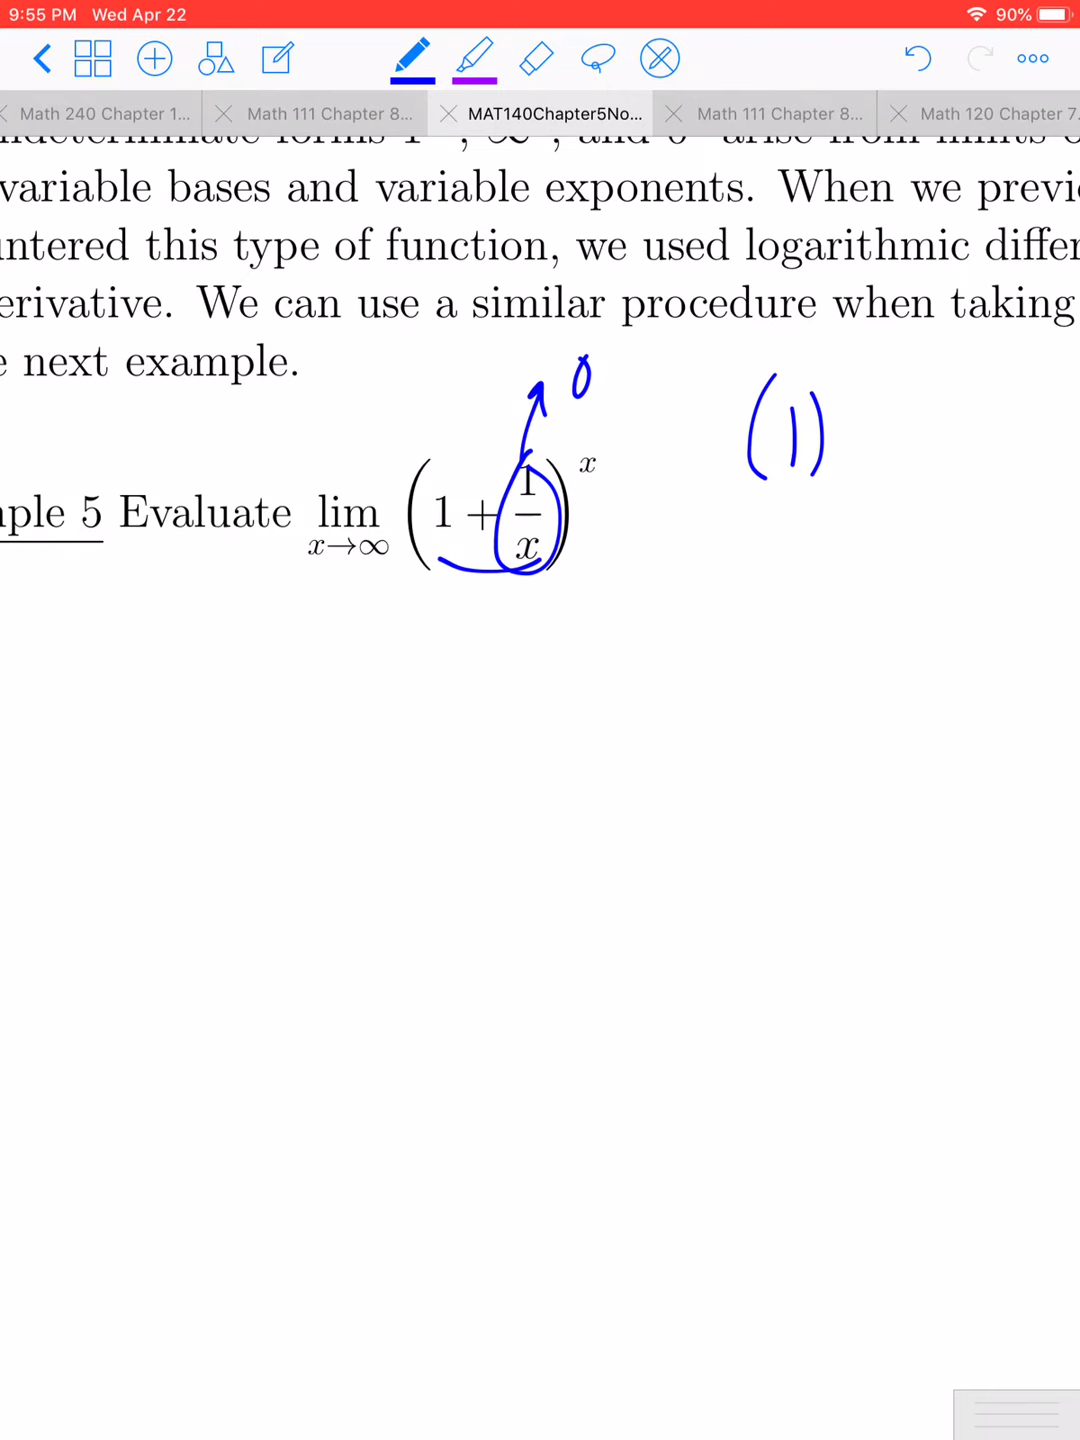 9:55 PM Wed Apr 22 90%
Math 240 Chapter 1... Math 111 Chapter 8... MAT140Chapter5No... Math 111 Chapter 8... Math 120 Chapter 7.
variable bases and variable exponents. When we previ
ntered this type of function, we used logarithmic differ
erivative. We can use a similar procedure when taking
e next example.
0
(1)
ple 5 Evaluate lim x→∞ (1 + 1/x)^x